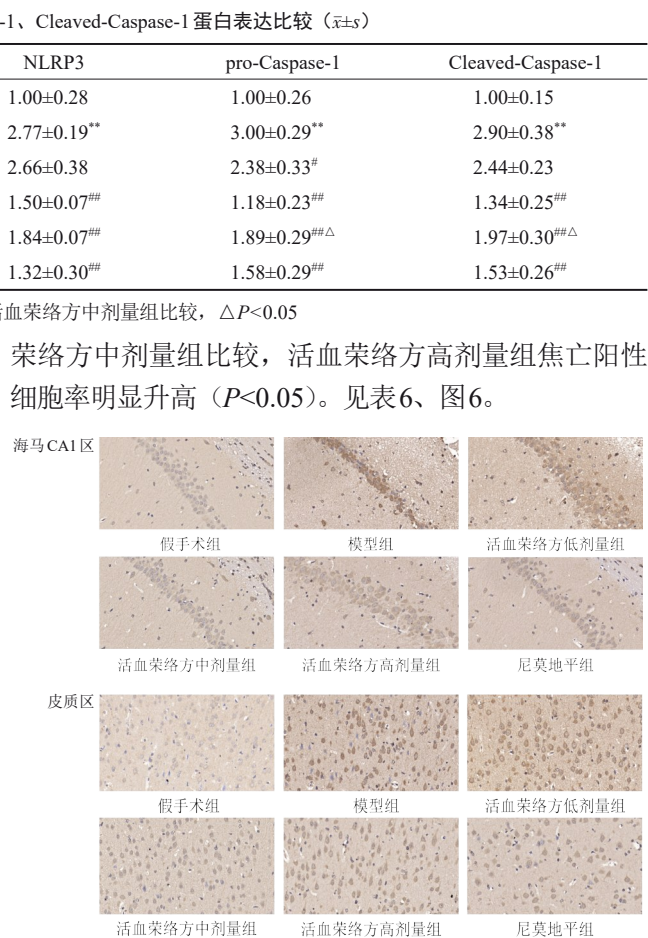 -1、Cleaved-Caspase-1蛋白表达比较（x̄±s）
NLRP3 pro-Caspase-1 Cleaved-Caspase-1
1.00±0.28 1.00±0.26 1.00±0.15
2.77±0.19** 3.00±0.29** 2.90±0.38**
2.66±0.38 2.38±0.33# 2.44±0.23
1.50±0.07## 1.18±0.23## 1.34±0.25##
1.84±0.07## 1.89±0.29##△ 1.97±0.30##△
1.32±0.30## 1.58±0.29## 1.53±0.26##
血荣络方中剂量组比较，△P<0.05
荣络方中剂量组比较，活血荣络方高剂量组焦亡阳性
细胞率明显升高（P<0.05）。见表6、图6。
海马CA1区
假手术组 模型组 活血荣络方低剂量组
活血荣络方中剂量组 活血荣络方高剂量组 尼莫地平组
皮质区
假手术组 模型组 活血荣络方低剂量组
活血荣络方中剂量组 活血荣络方高剂量组 尼莫地平组